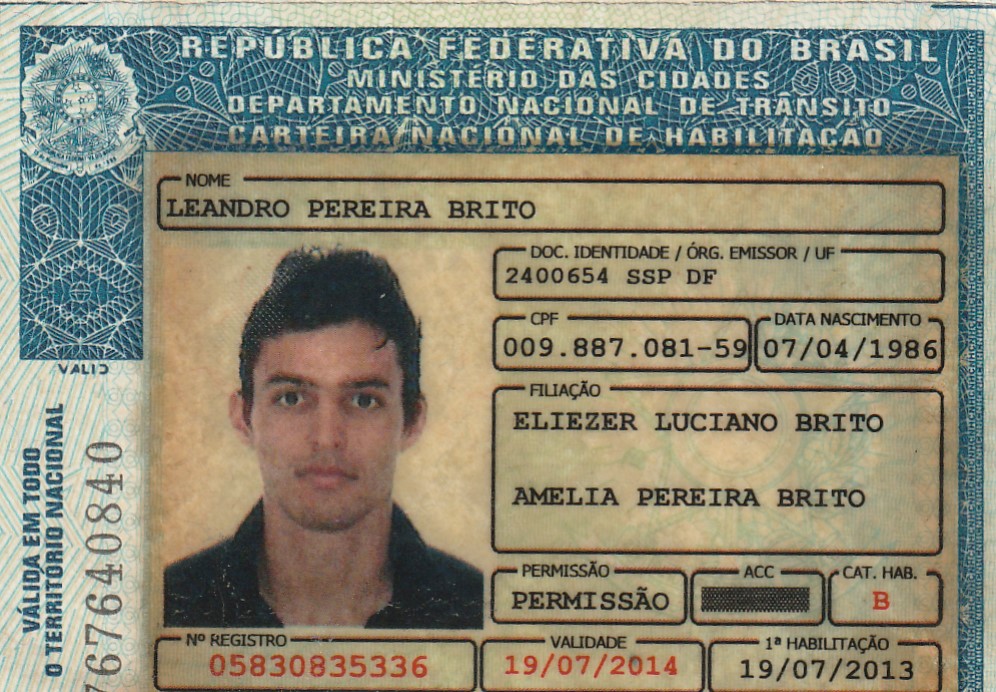 REPÚBLICA FEDERATIVA DO BRASIL
MINISTÉRIO DAS CIDADES
DEPARTAMENTO NACIONAL DE TRÂNSITO
CARTEIRA NACIONAL DE HABILITAÇÃO
NOME
LEANDRO PEREIRA BRITO
DOC. IDENTIDADE / ÓRG. EMISSOR / UF
2400654 SSP DF
CPF
009.887.081-59
DATA NASCIMENTO
07/04/1986
FILIAÇÃO
ELIEZER LUCIANO BRITO
AMELIA PEREIRA BRITO
PERMISSÃO
PERMISSÃO
ACC
CAT. HAB.
B
Nº REGISTRO
05830835336
VALIDADE
19/07/2014
1ª HABILITAÇÃO
19/07/2013
VÁLIDA EM TODO
O TERRITÓRIO NACIONAL